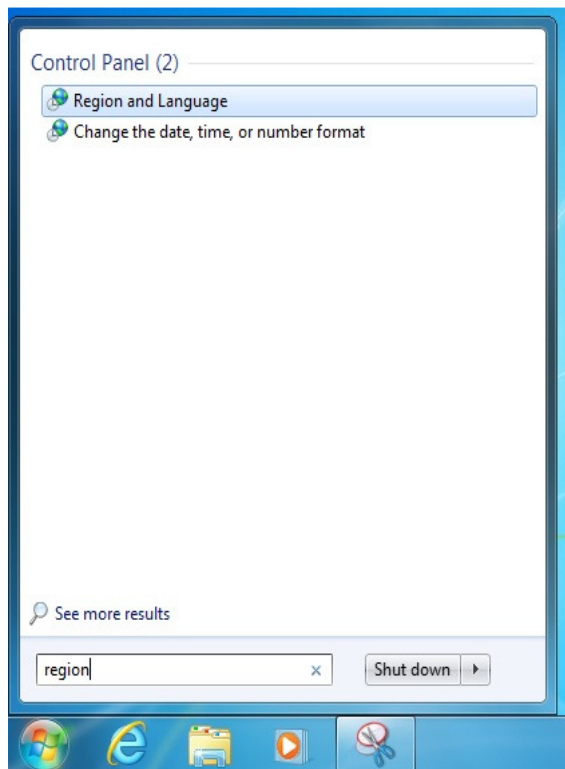 Control Panel (2)
Region and Language
Change the date, time, or number format
See more results
region
Shut down